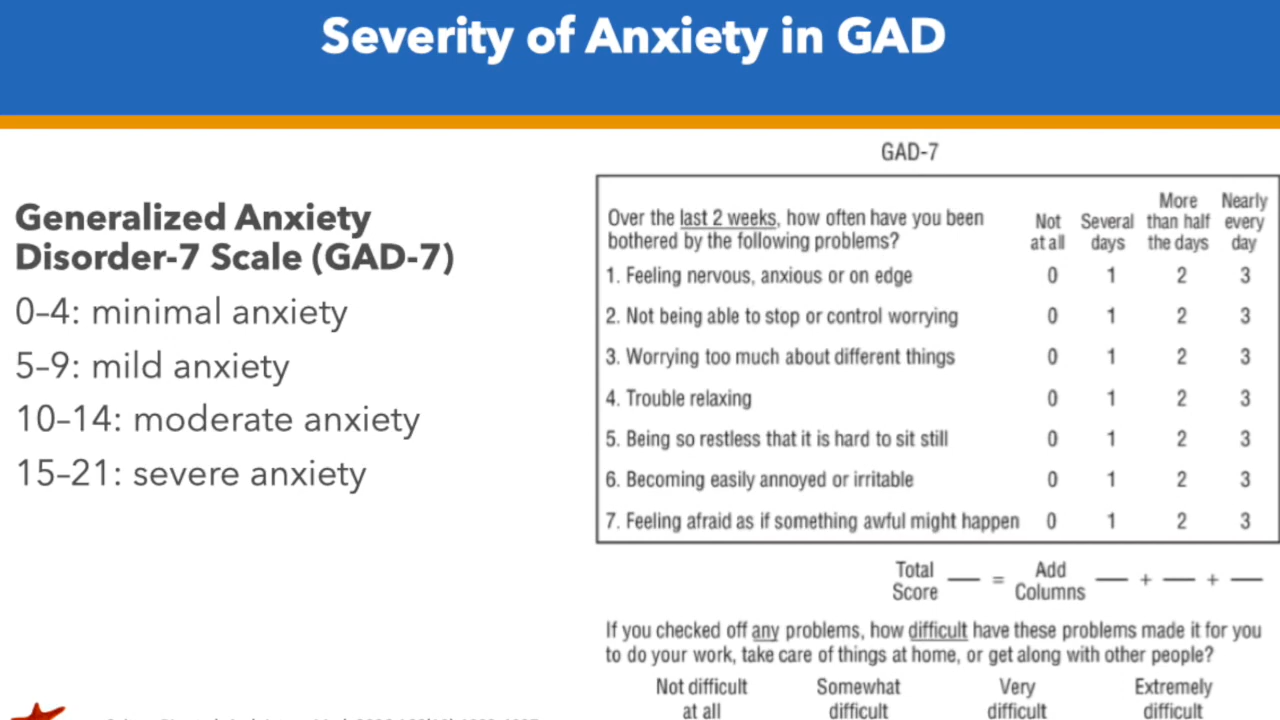 Severity of Anxiety in GAD
Generalized Anxiety
Disorder-7 Scale (GAD-7)
0–4: minimal anxiety
5–9: mild anxiety
10–14: moderate anxiety
15–21: severe anxiety
GAD-7
Over the last 2 weeks, how often have you been
bothered by the following problems?
Not
at all
Several
days
More
than half
the days
Nearly
every
day
1. Feeling nervous, anxious or on edge 0 1 2 3
2. Not being able to stop or control worrying 0 1 2 3
3. Worrying too much about different things 0 1 2 3
4. Trouble relaxing 0 1 2 3
5. Being so restless that it is hard to sit still 0 1 2 3
6. Becoming easily annoyed or irritable 0 1 2 3
7. Feeling afraid as if something awful might happen 0 1 2 3
Total
Score
=
Add
Columns
+ +
If you checked off any problems, how difficult have these problems made it for you
to do your work, take care of things at home, or get along with other people?
Not difficult
at all
Somewhat
difficult
Very
difficult
Extremely
difficult